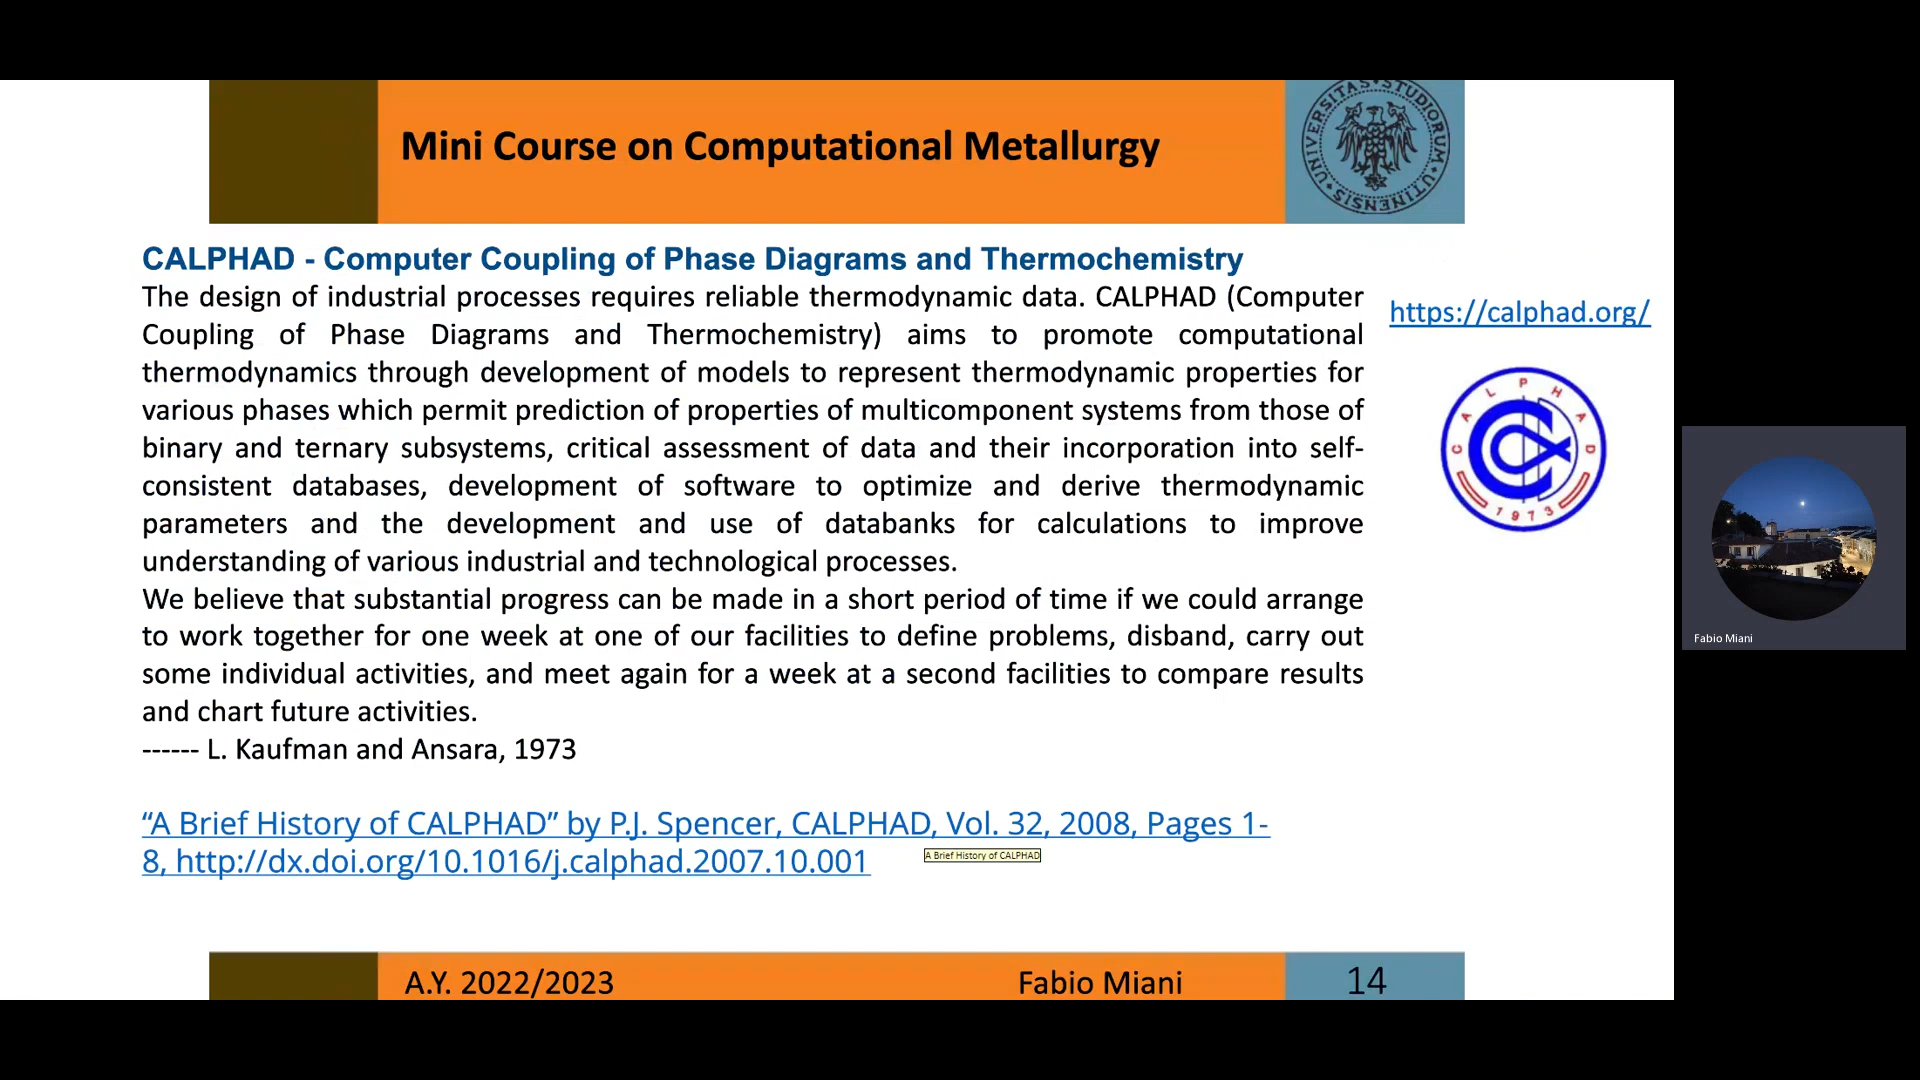 Mini Course on Computational Metallurgy
UNIVERSITAS · STUDIORUM · UTINENSIS ·
CALPHAD - Computer Coupling of Phase Diagrams and Thermochemistry
The design of industrial processes requires reliable thermodynamic data. CALPHAD (Computer
Coupling of Phase Diagrams and Thermochemistry) aims to promote computational
thermodynamics through development of models to represent thermodynamic properties for
various phases which permit prediction of properties of multicomponent systems from those of
binary and ternary subsystems, critical assessment of data and their incorporation into self-
consistent databases, development of software to optimize and derive thermodynamic
parameters and the development and use of databanks for calculations to improve
understanding of various industrial and technological processes.
We believe that substantial progress can be made in a short period of time if we could arrange
to work together for one week at one of our facilities to define problems, disband, carry out
some individual activities, and meet again for a week at a second facilities to compare results
and chart future activities.
------ L. Kaufman and Ansara, 1973
https://calphad.org/
CALPHAD
1973
“A Brief History of CALPHAD” by P.J. Spencer, CALPHAD, Vol. 32, 2008, Pages 1-
8, http://dx.doi.org/10.1016/j.calphad.2007.10.001
A Brief History of CALPHAD
A.Y. 2022/2023
Fabio Miani
14
Fabio Miani